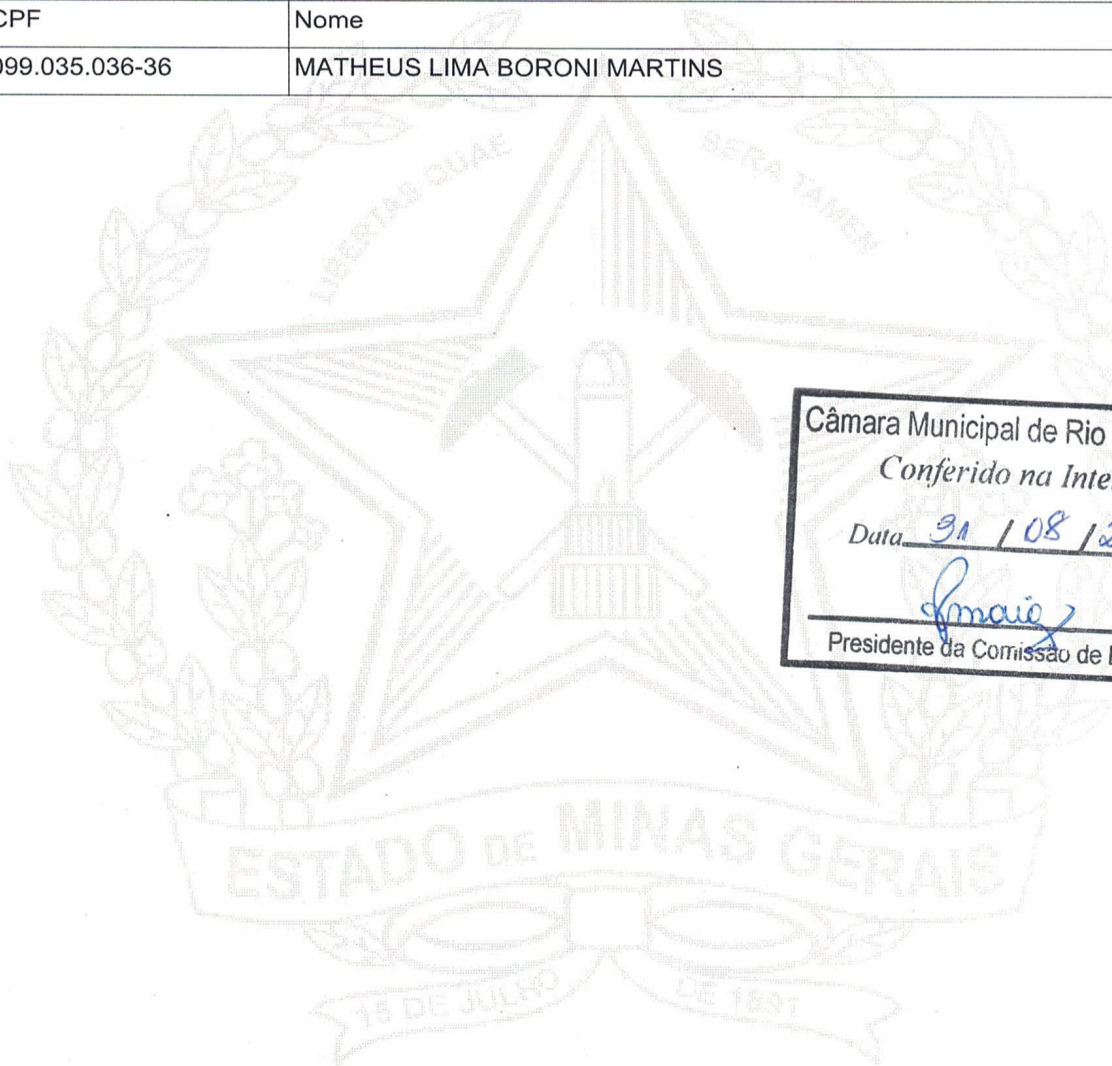 CPF Nome
099.035.036-36 MATHEUS LIMA BORONI MARTINS
LIBERTAS QUAE SERA TAMEN
Câmara Municipal de Rio
Conferido na Inte
Data 31 / 08 / 2
Presidente da Comissão de
ESTADO DE MINAS GERAIS
15 DE JULHO DE 1891